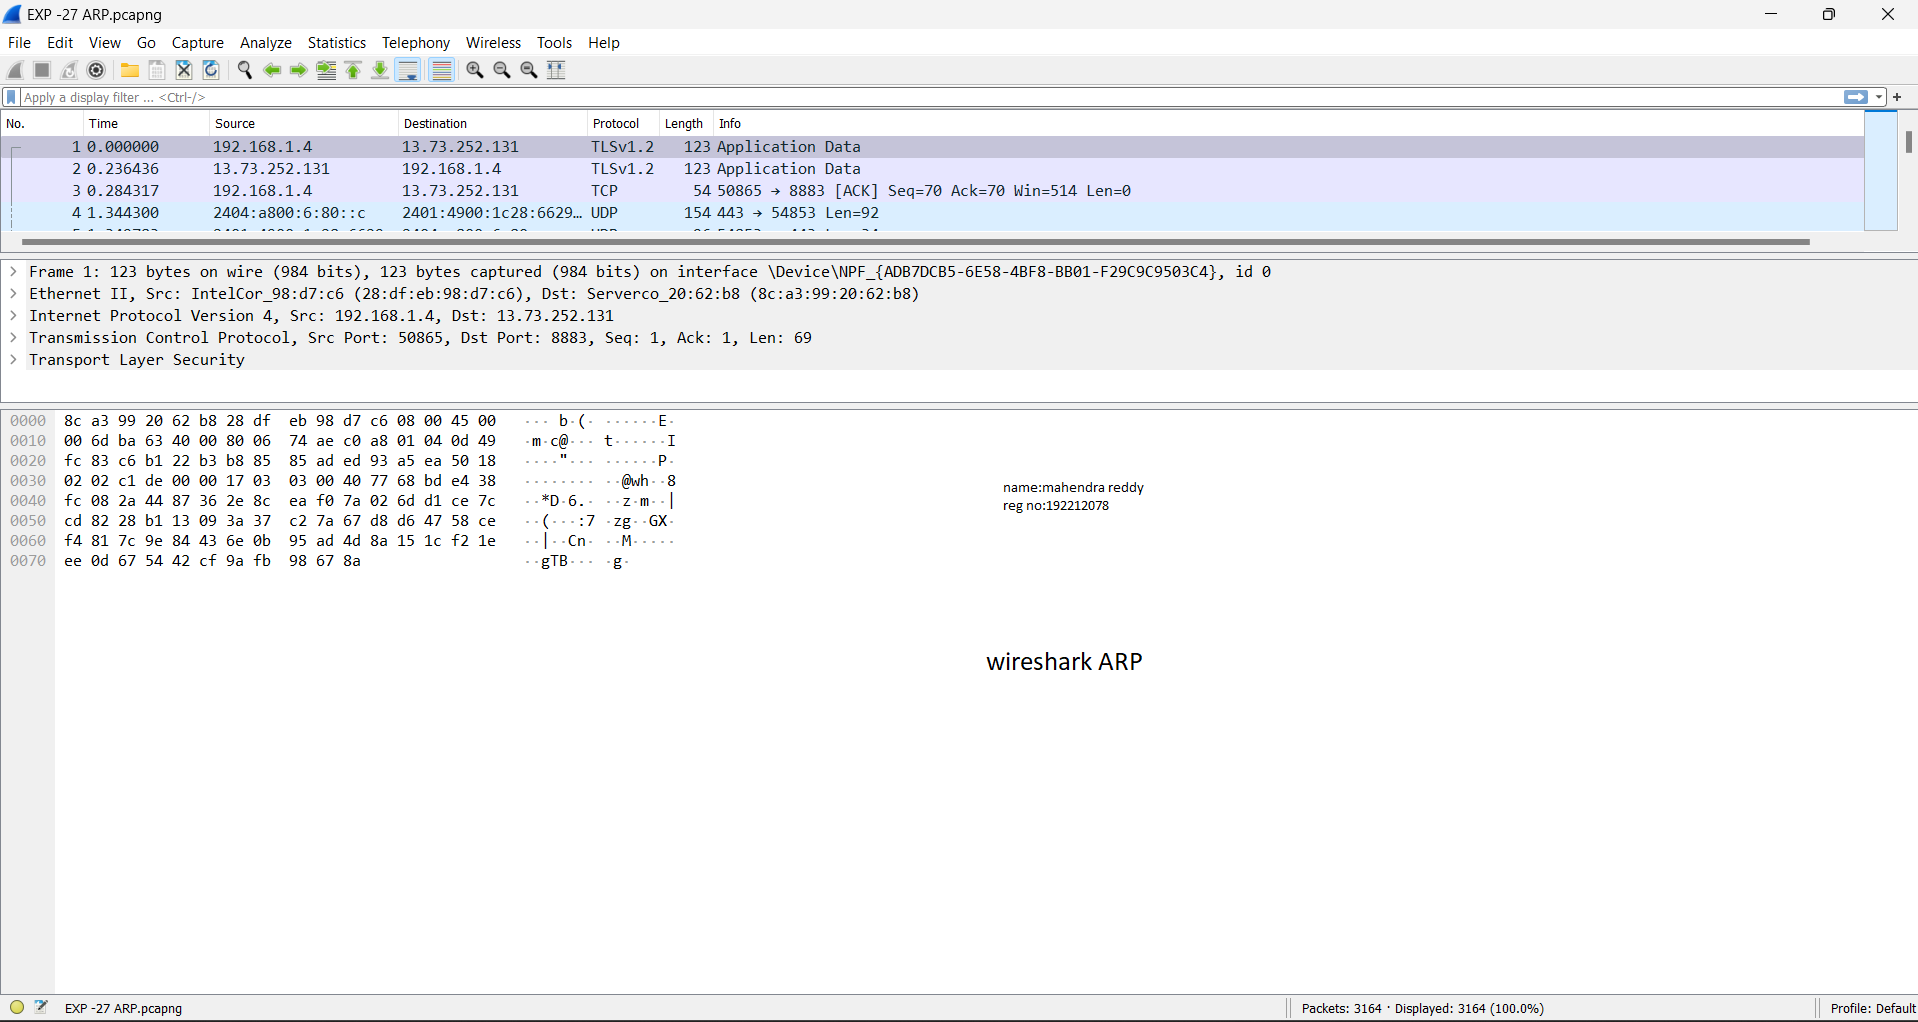 EXP -27 ARP.pcapng
File Edit View Go Capture Analyze Statistics Telephony Wireless Tools Help
Apply a display filter ... <Ctrl-/>
No. Time Source Destination Protocol Length Info
1 0.000000 192.168.1.4 13.73.252.131 TLSv1.2 123 Application Data
2 0.236436 13.73.252.131 192.168.1.4 TLSv1.2 123 Application Data
3 0.284317 192.168.1.4 13.73.252.131 TCP 54 50865 → 8883 [ACK] Seq=70 Ack=70 Win=514 Len=0
4 1.344300 2404:a800:6:80::c 2401:4900:1c28:6629… UDP 154 443 → 54853 Len=92
Frame 1: 123 bytes on wire (984 bits), 123 bytes captured (984 bits) on interface \Device\NPF_{ADB7DCB5-6E58-4BF8-BB01-F29C9C9503C4}, id 0
Ethernet II, Src: IntelCor_98:d7:c6 (28:df:eb:98:d7:c6), Dst: Serverco_20:62:b8 (8c:a3:99:20:62:b8)
Internet Protocol Version 4, Src: 192.168.1.4, Dst: 13.73.252.131
Transmission Control Protocol, Src Port: 50865, Dst Port: 8883, Seq: 1, Ack: 1, Len: 69
Transport Layer Security
0000 8c a3 99 20 62 b8 28 df eb 98 d7 c6 08 00 45 00 ··· b·(· ······E·
0010 00 6d ba 63 40 00 80 06 74 ae c0 a8 01 04 0d 49 ·m·c@··· t······I
0020 fc 83 c6 b1 22 b3 b8 85 85 ad ed 93 a5 ea 50 18 ····"··· ······P·
0030 02 02 c1 de 00 00 17 03 03 00 40 77 68 bd e4 38 ········ ··@wh··8
0040 fc 08 2a 44 87 36 2e 8c ea f0 7a 02 6d d1 ce 7c ··*D·6.· ··z·m··|
0050 cd 82 28 b1 13 09 3a 37 c2 7a 67 d8 d6 47 58 ce ··(···:7 ·zg··GX·
0060 f4 81 7c 9e 84 43 6e 0b 95 ad 4d 8a 15 1c f2 1e ··|··Cn· ··M·····
0070 ee 0d 67 54 42 cf 9a fb 98 67 8a ··gTB··· ·g·
name:mahendra reddy
reg no:192212078
wireshark ARP
EXP -27 ARP.pcapng
Packets: 3164 · Displayed: 3164 (100.0%)
Profile: Default